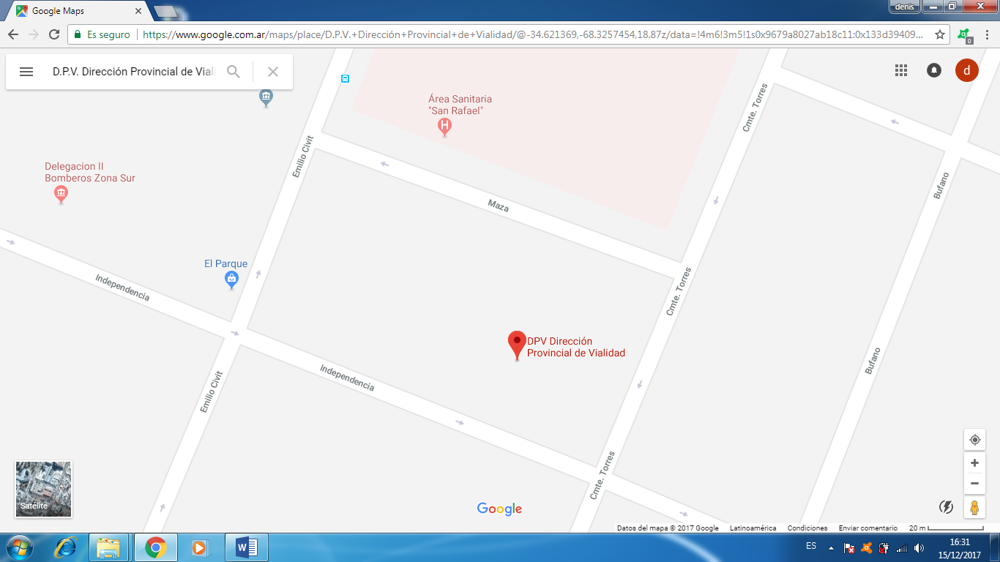 Google Maps
denis
Es seguro
https://www.google.com.ar/maps/place/D.P.V.+Dirección+Provincial+de+Vialidad/@-34.621369,-68.3257454,18.87z/data=!4m6!3m5!1s0x9679a8027ab18c11:0x133d39409...
0
D.P.V. Dirección Provincial de Viali
d
Área Sanitaria
"San Rafael"
H
Cmte. Torres
Emilio Civit
Delegacion II
Bomberos Zona Sur
Bufano
Maza
El Parque
Independencia
Cmte. Torres
DPV Dirección
Provincial de Vialidad
Bufano
Independencia
Emilio Civit
Cmte. Torres
Satélite
Google
Datos del mapa © 2017 Google
Latinoamérica
Condiciones
Enviar comentario
20 m
ES
16:31
15/12/2017